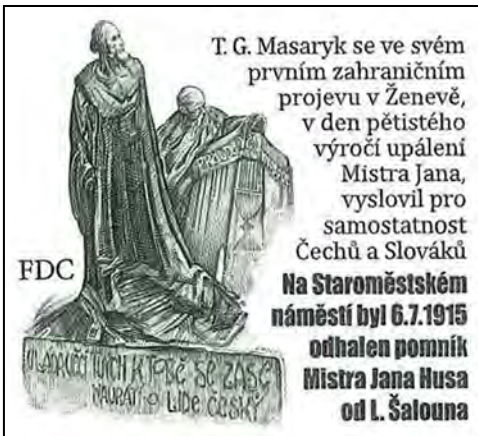 T. G. Masaryk se ve svém
prvním zahraničním
projevu v Ženevě,
v den pětistého
výročí upálení
Mistra Jana,
vyslovil pro
samostatnost
Čechů a Slováků
Na Staroměstském
náměstí byl 6.7.1915
odhalen pomník
Mistra Jana Husa
od L. Šalouna
FDC
K TOBĚ SE ZASE
NAVRÁTÍ O LIDE ČESKÝ